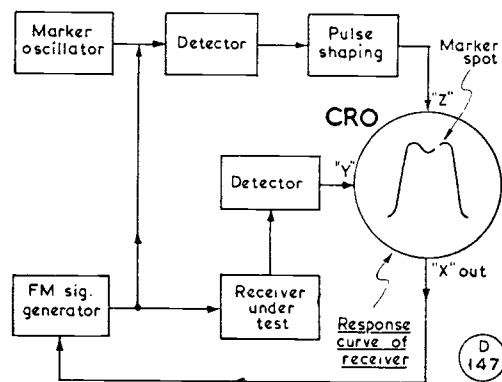 Marker
oscillator
Detector
Pulse
shaping
Marker
spot
"Z"
CRO
"Y"
Detector
FM sig.
generator
Receiver
under
test
"X" out
Response
curve of
receiver
D
147